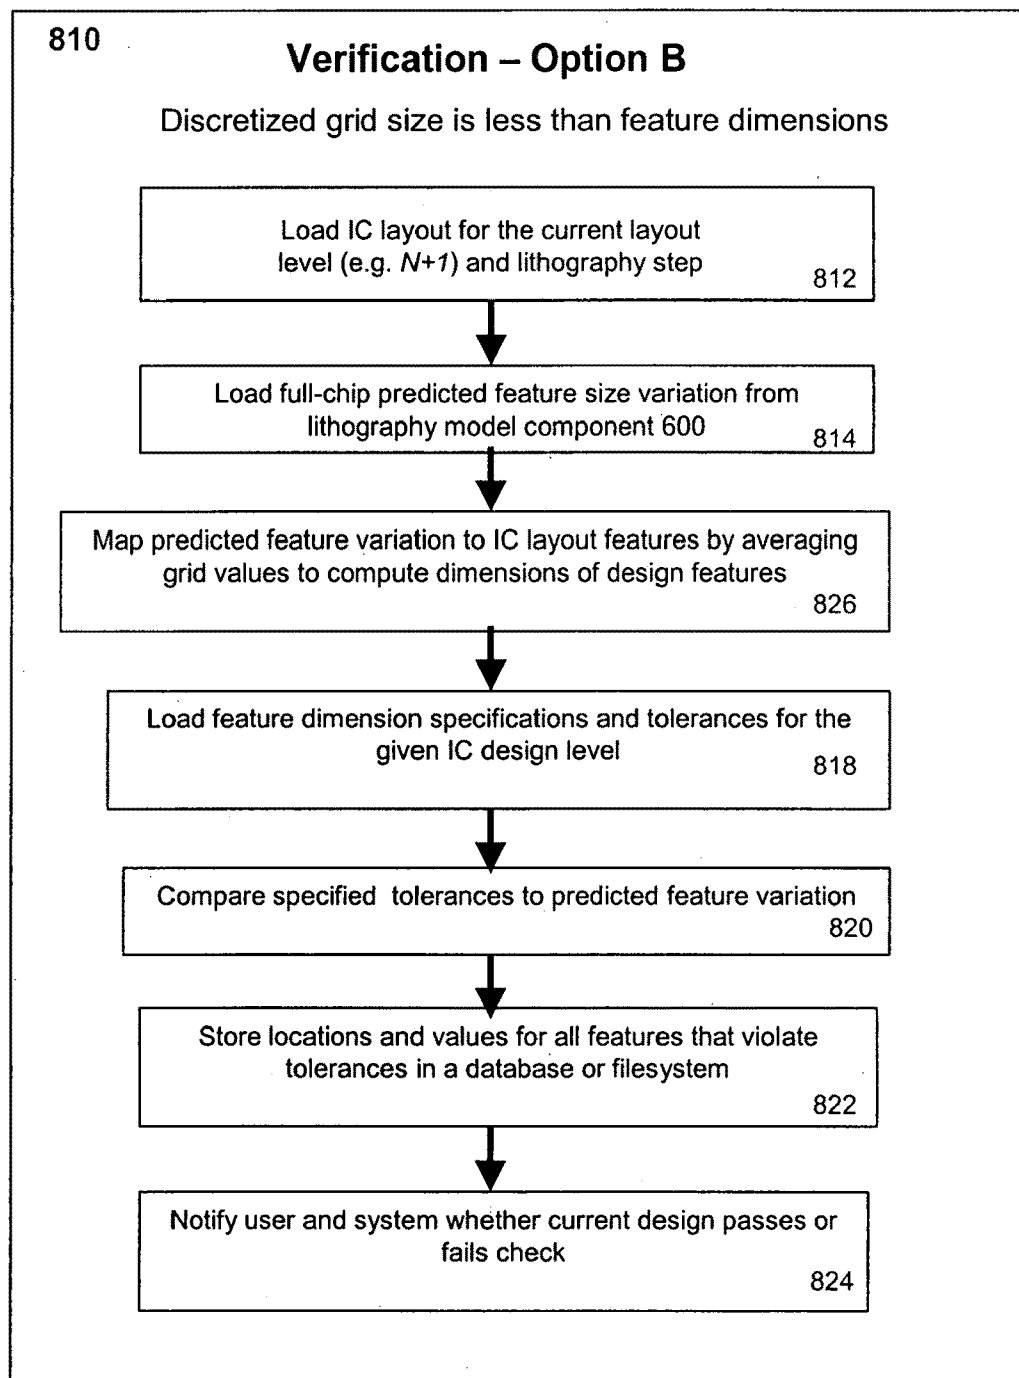 810
Verification – Option B
Discretized grid size is less than feature dimensions
Load IC layout for the current layout
level (e.g. N+1) and lithography step
812
Load full-chip predicted feature size variation from
lithography model component 600
814
Map predicted feature variation to IC layout features by averaging
grid values to compute dimensions of design features
826
Load feature dimension specifications and tolerances for the
given IC design level
818
Compare specified tolerances to predicted feature variation
820
Store locations and values for all features that violate
tolerances in a database or filesystem
822
Notify user and system whether current design passes or
fails check
824